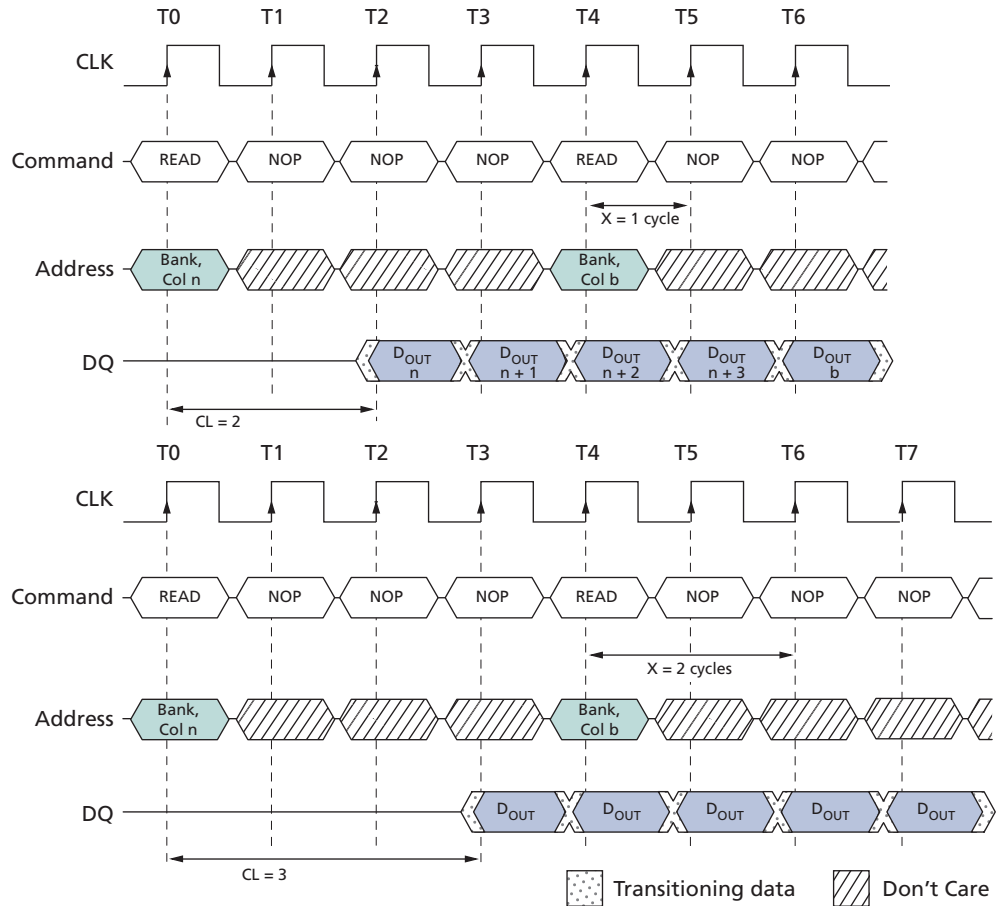 T0 T1 T2 T3 T4 T5 T6
CLK
Command READ NOP NOP NOP READ NOP NOP
X = 1 cycle
Address Bank, Col n Bank, Col b
DQ DOUT n DOUT n + 1 DOUT n + 2 DOUT n + 3 DOUT b
CL = 2
T0 T1 T2 T3 T4 T5 T6 T7
CLK
Command READ NOP NOP NOP READ NOP NOP NOP
X = 2 cycles
Address Bank, Col n Bank, Col b
DQ DOUT DOUT DOUT DOUT DOUT
CL = 3
Transitioning data Don't Care